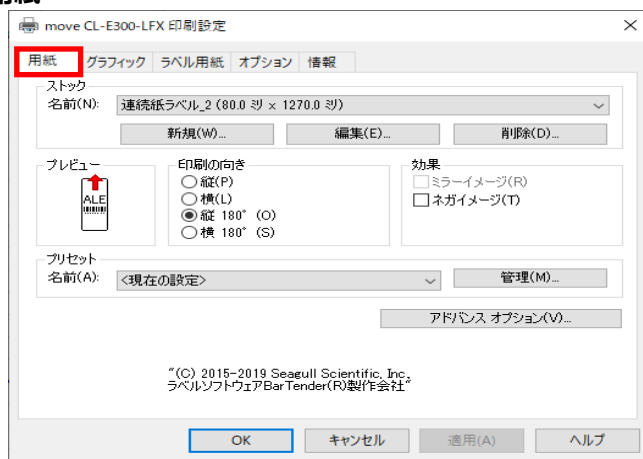 move CL-E300-LFX 印刷設定
用紙 グラフィック ラベル用紙 オプション 情報
ストック
名前(N): 連続紙ラベル_2 (80.0 ミリ × 1270.0 ミリ)
新規(W)... 編集(E)... 削除(D)...
プレビュー 印刷の向き 効果
縦(P) ミラーイメージ(R)
ALE 横(L) ネガイメージ(T)
縦 180° (O)
横 180° (S)
プリセット
名前(A): <現在の設定> 管理(M)...
アドバンス オプション(V)...
"(C) 2015-2019 Seagull Scientific, Inc.
ラベルソフトウェアBarTender(R)製作会社"
OK キャンセル 適用(A) ヘルプ